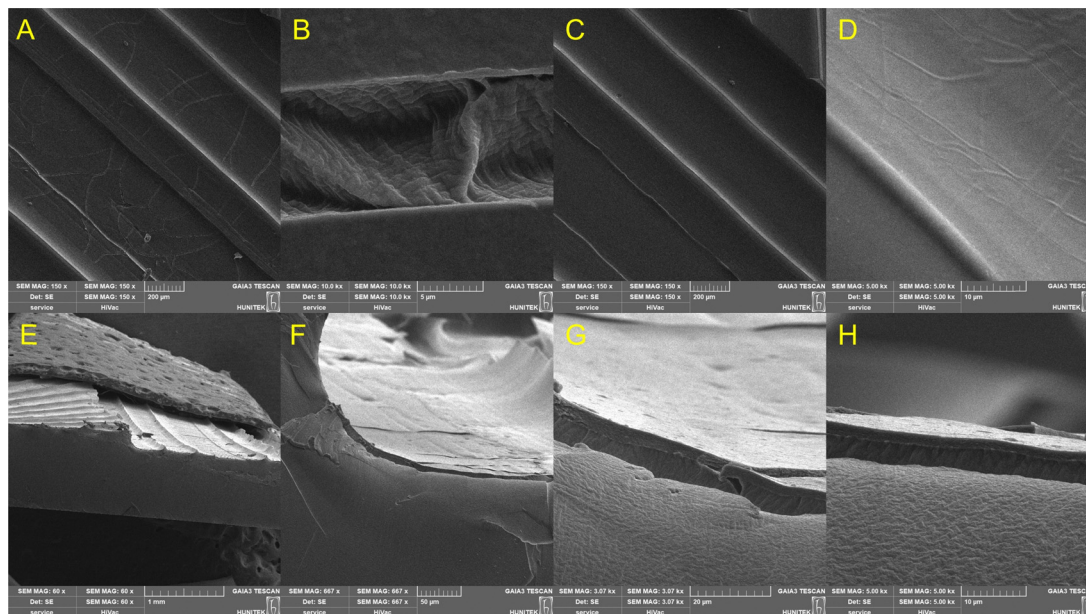 A
B
C
D
SEM MAG: 150 x SEM MAG: 150 x GAIA3 TESCAN
Det: SE SEM MAG: 150 x 200 µm
service HiVac HUNITEK
SEM MAG: 10.0 kx SEM MAG: 10.0 kx GAIA3 TESCAN
Det: SE SEM MAG: 10.0 kx 5 µm
service HiVac HUNITEK
SEM MAG: 150 x SEM MAG: 150 x GAIA3 TESCAN
Det: SE SEM MAG: 150 x 200 µm
service HiVac HUNITEK
SEM MAG: 5.00 kx SEM MAG: 5.00 kx GAIA3 TESCAN
Det: SE SEM MAG: 5.00 kx 10 µm
service HiVac HUNITEK
E
F
G
H
SEM MAG: 60 x SEM MAG: 60 x GAIA3 TESCAN
Det: SE SEM MAG: 60 x 1 mm
service HiVac HUNITEK
SEM MAG: 667 x SEM MAG: 667 x GAIA3 TESCAN
Det: SE SEM MAG: 667 x 50 µm
service HiVac HUNITEK
SEM MAG: 3.07 kx SEM MAG: 3.07 kx GAIA3 TESCAN
Det: SE SEM MAG: 3.07 kx 20 µm
service HiVac HUNITEK
SEM MAG: 5.00 kx SEM MAG: 5.00 kx GAIA3 TESCAN
Det: SE SEM MAG: 5.00 kx 10 µm
service HiVac HUNITEK